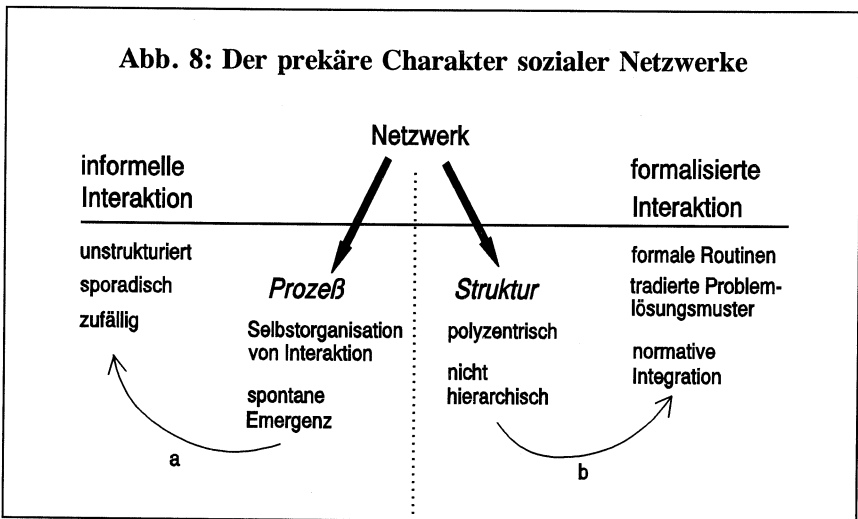 Abb. 8: Der prekäre Charakter sozialer Netzwerke
Netzwerk
informelle
Interaktion
formalisierte
Interaktion
unstrukturiert
sporadisch
zufällig
Prozeß
Selbstorganisation
von Interaktion
spontane
Emergenz
Struktur
polyzentrisch
nicht
hierarchisch
formale Routinen
tradierte Problem-
lösungsmuster
normative
Integration
a
b